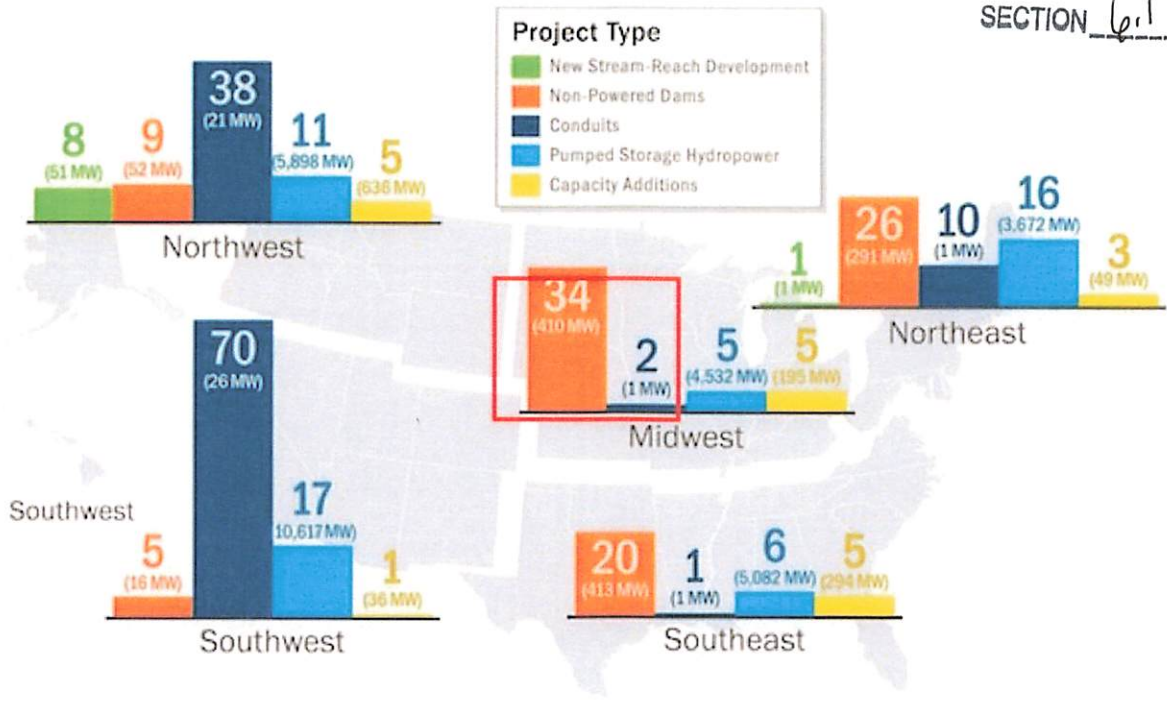 SECTION 6.1
Project Type
New Stream-Reach Development
Non-Powered Dams
Conduits
Pumped Storage Hydropower
Capacity Additions
8
(51 MW)
9
(52 MW)
38
(21 MW)
11
(5,898 MW)
5
(636 MW)
Northwest
1
(1 MW)
26
(291 MW)
10
(1 MW)
16
(3,672 MW)
3
(49 MW)
Northeast
34
(410 MW)
2
(1 MW)
5
(4,532 MW)
5
(195 MW)
Midwest
Southwest
5
(16 MW)
70
(26 MW)
17
10,617 MW)
1
(36 MW)
Southwest
20
(413 MW)
1
(1 MW)
6
(5,082 MW)
5
(294 MW)
Southeast